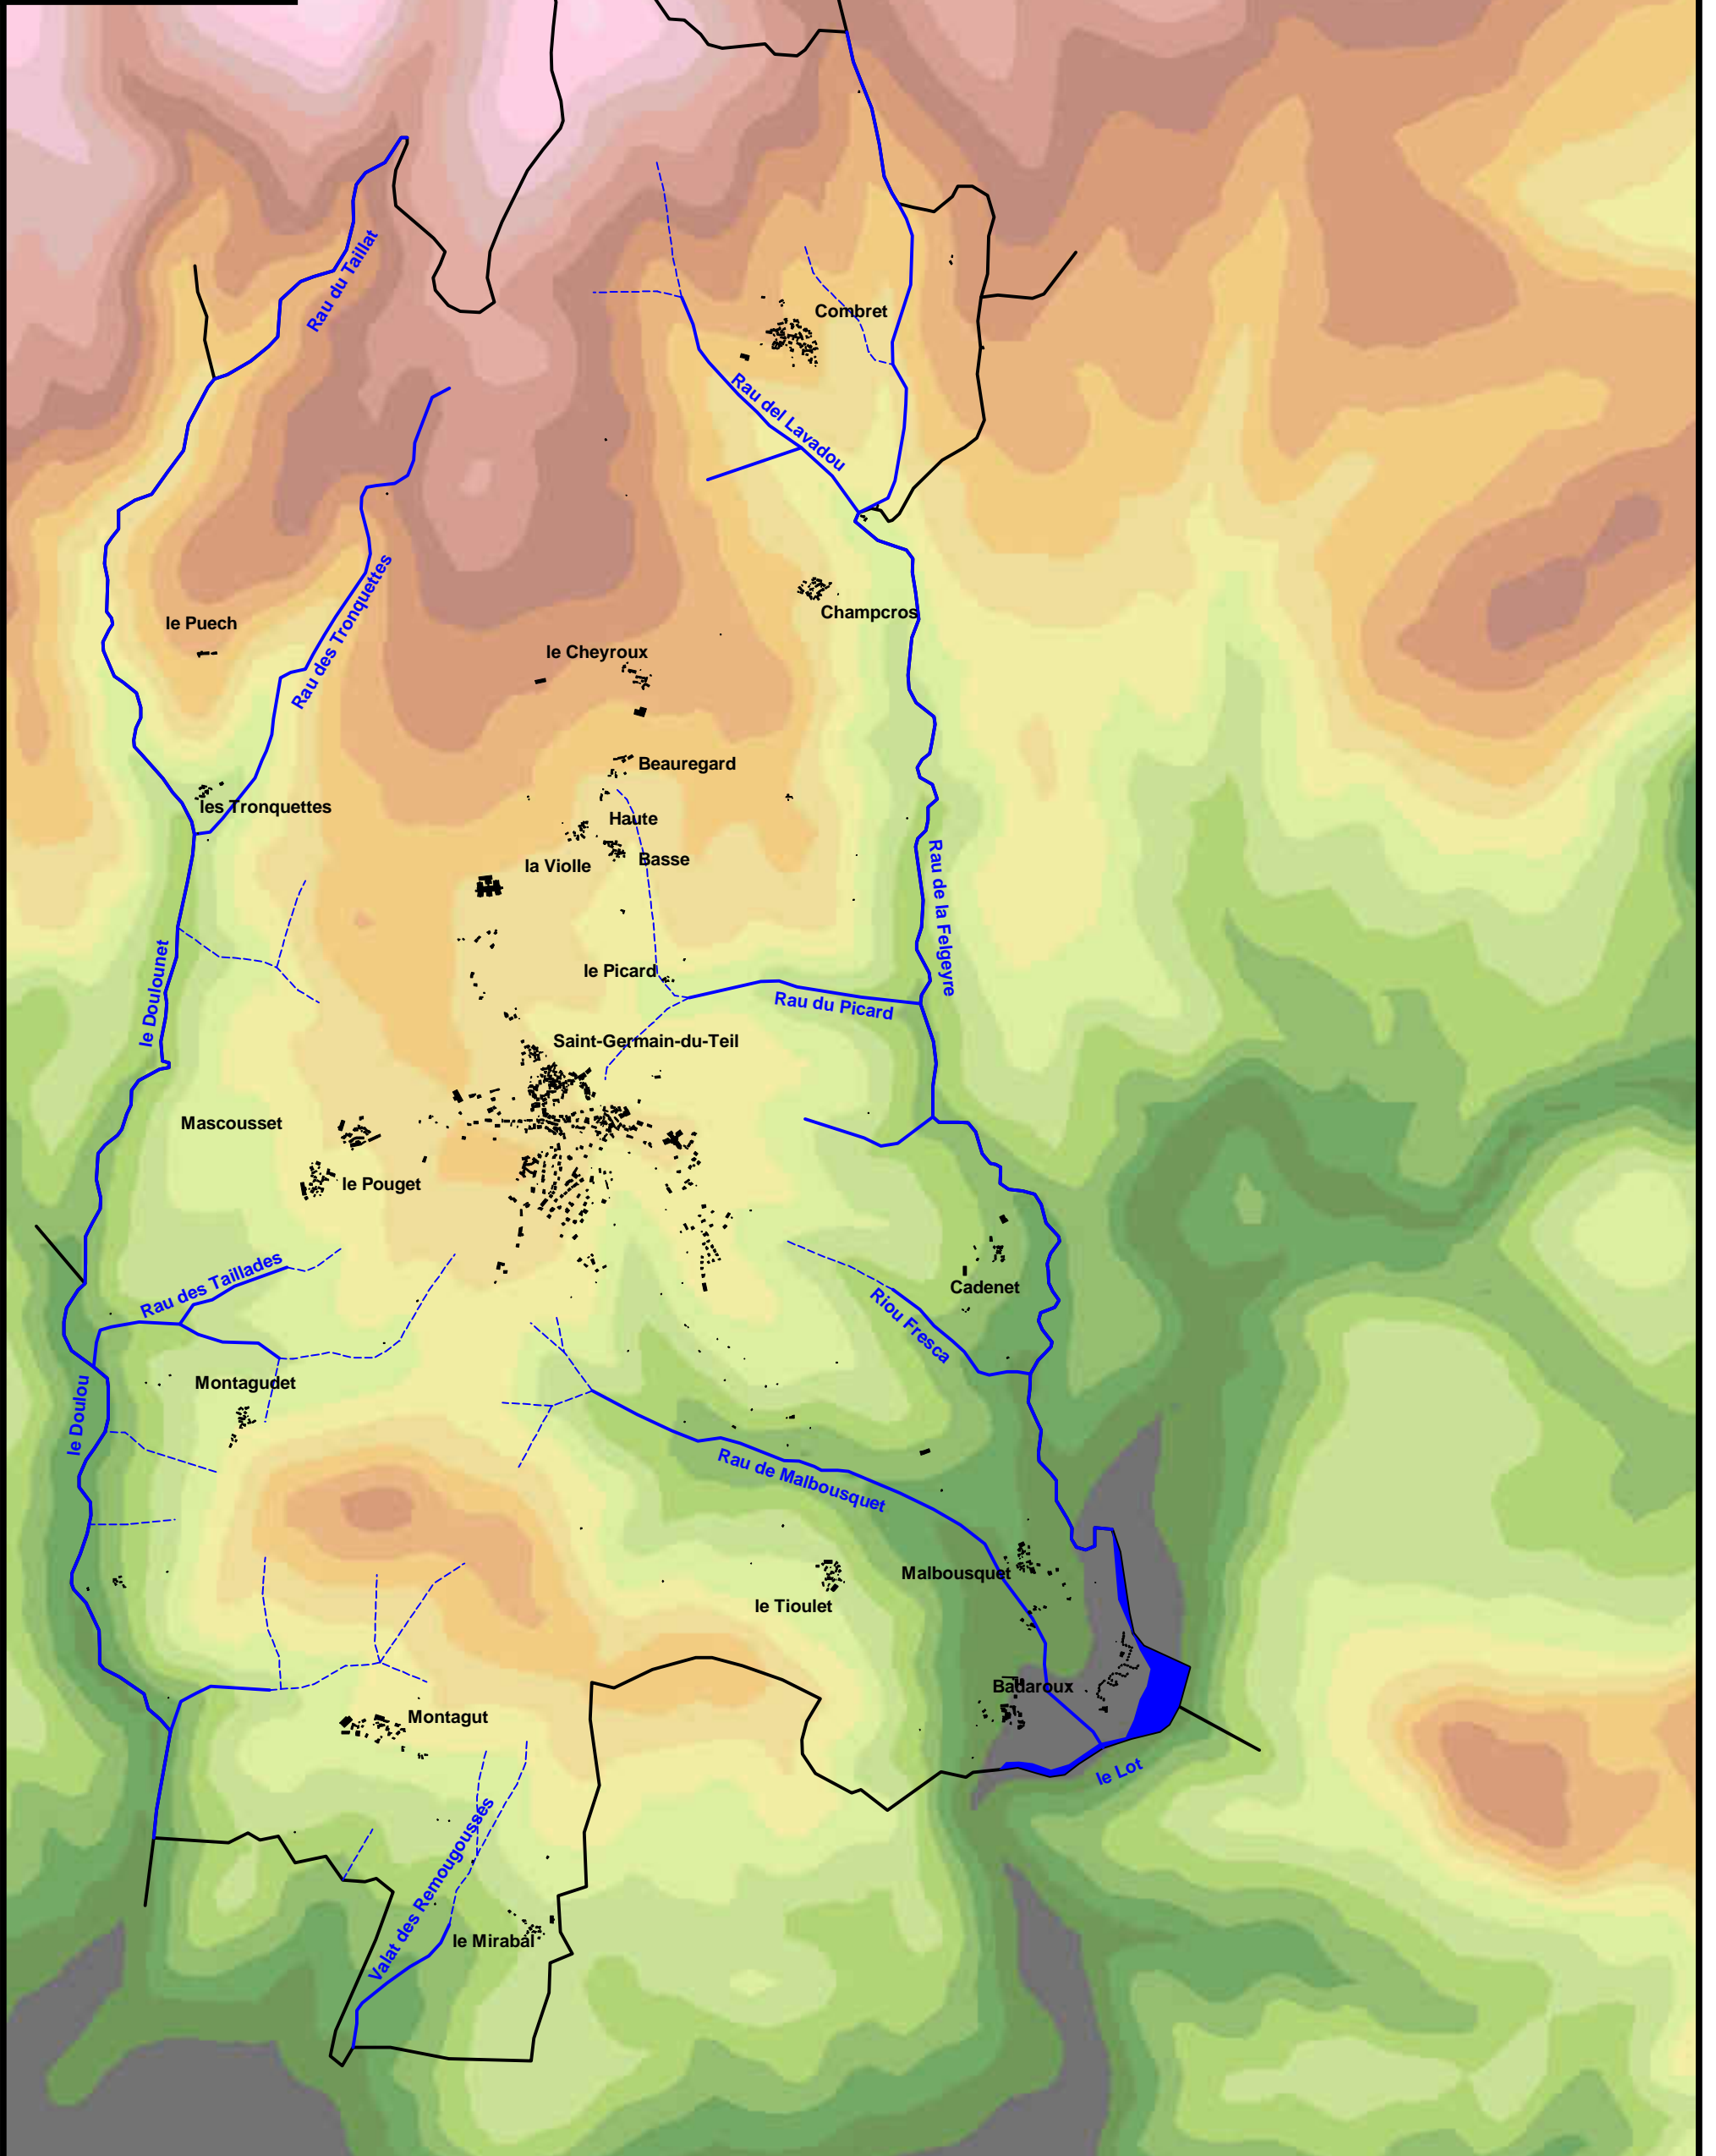 Rau du Taillat
Combret
Rau del Lavadou
Champcros
le Puech
Rau des Tronquettes
le Cheyroux
Beauregard
les Tronquettes
Haute
la Violle
Basse
Rau de la Felgeyre
le Doulounet
le Picard
Rau du Picard
Saint-Germain-du-Teil
Mascousset
le Pouget
Rau des Taillades
Cadenet
Riou Fresca
Montagudet
le Doulou
Rau de Malbousquet
Malbousquet
le Tioulet
Badaroux
Montagut
le Lot
Valat des Remougousses
le Mirabal